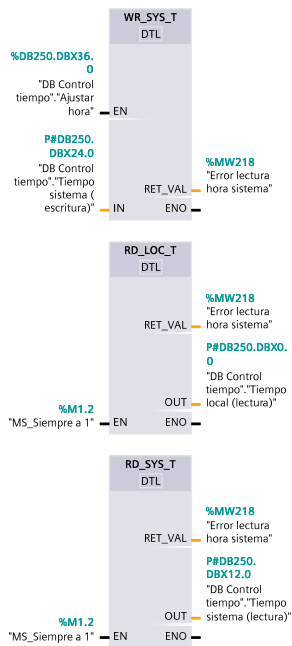 WR_SYS_T
DTL
%DB250.DBX36.
0
"DB Control
tiempo"."Ajustar
hora"
EN
P#DB250.
DBX24.0
"DB Control
tiempo"."Tiempo
sistema (
escritura)"
IN
%MW218
"Error lectura
hora sistema"
RET_VAL
ENO
RD_LOC_T
DTL
%MW218
"Error lectura
hora sistema"
RET_VAL
P#DB250.DBX0.
0
"DB Control
tiempo"."Tiempo
local (lectura)"
OUT
%M1.2
"MS_Siempre a 1"
EN
ENO
RD_SYS_T
DTL
%MW218
"Error lectura
hora sistema"
RET_VAL
P#DB250.
DBX12.0
"DB Control
tiempo"."Tiempo
sistema (lectura)"
OUT
%M1.2
"MS_Siempre a 1"
EN
ENO